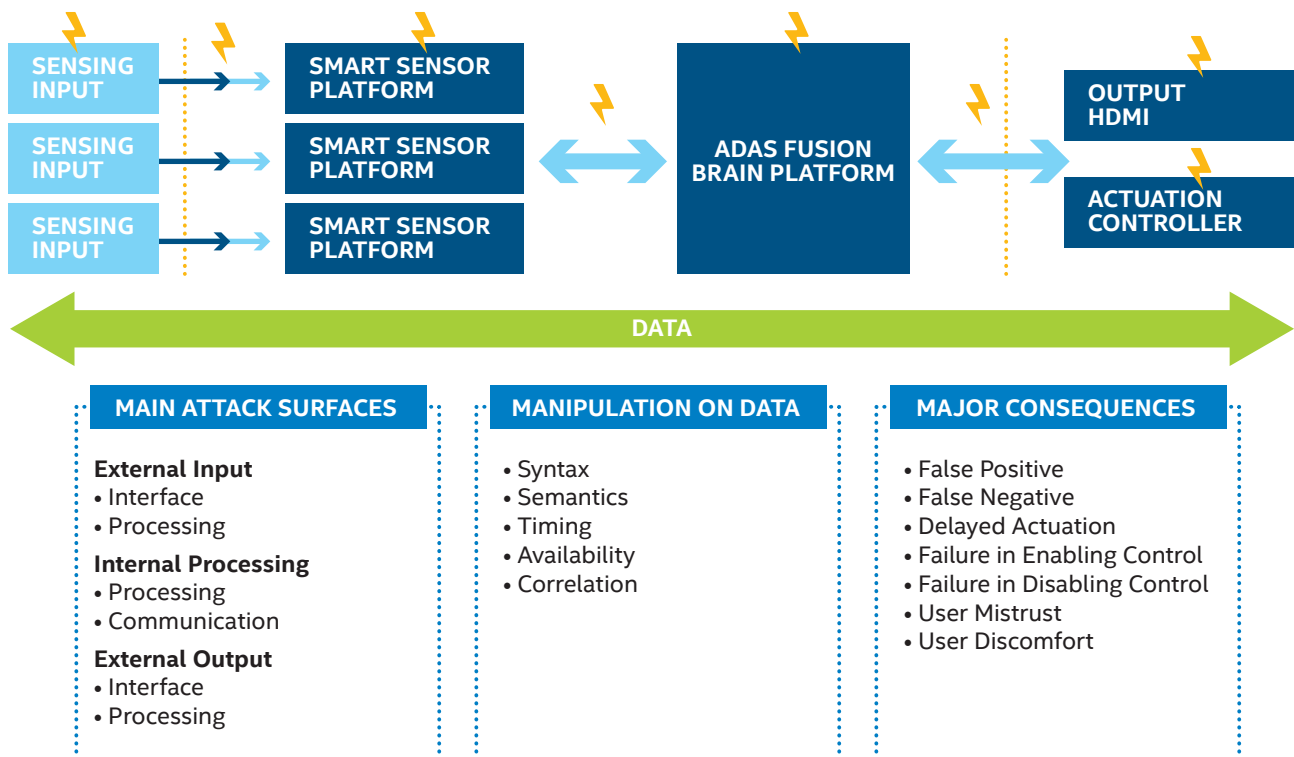 SENSING
INPUT
SMART SENSOR
PLATFORM
SENSING
INPUT
SMART SENSOR
PLATFORM
SENSING
INPUT
SMART SENSOR
PLATFORM
ADAS FUSION
BRAIN PLATFORM
OUTPUT
HDMI
ACTUATION
CONTROLLER
DATA
MAIN ATTACK SURFACES
External Input
• Interface
• Processing
Internal Processing
• Processing
• Communication
External Output
• Interface
• Processing
MANIPULATION ON DATA
• Syntax
• Semantics
• Timing
• Availability
• Correlation
MAJOR CONSEQUENCES
• False Positive
• False Negative
• Delayed Actuation
• Failure in Enabling Control
• Failure in Disabling Control
• User Mistrust
• User Discomfort